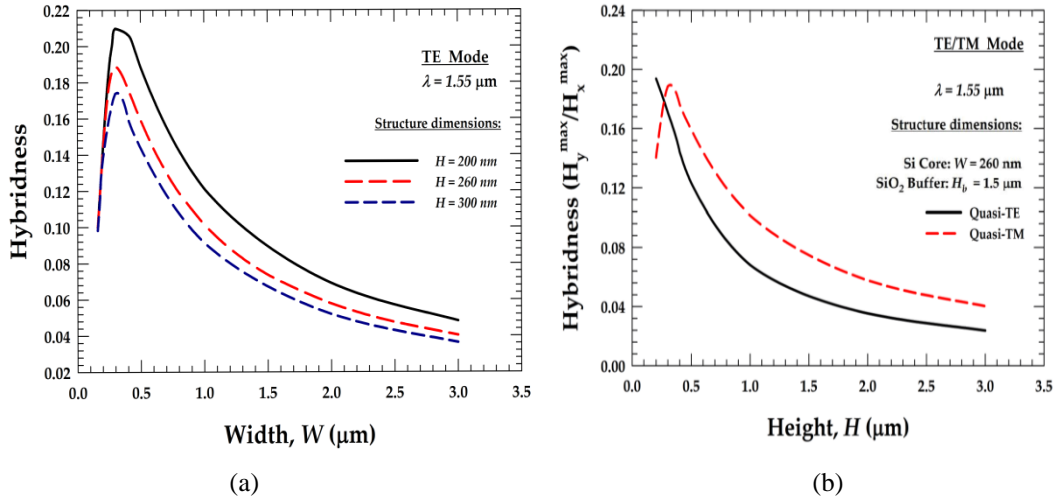 0.22
0.20
0.18
0.16
0.14
0.12
0.10
0.08
0.06
0.04
0.02
Hybridness
TE Mode
λ = 1.55 μm
Structure dimensions:
H = 200 nm
H = 260 nm
H = 300 nm
0.0 0.5 1.0 1.5 2.0 2.5 3.0 3.5
Width, W (μm)
(a)
0.24
0.20
0.16
0.12
0.08
0.04
0.00
Hybridness (H_y^max/H_x^max)
TE/TM Mode
λ = 1.55 μm
Structure dimensions:
Si Core: W = 260 nm
SiO₂ Buffer: H_b = 1.5 μm
Quasi-TE
Quasi-TM
0.0 0.5 1.0 1.5 2.0 2.5 3.0 3.5
Height, H (μm)
(b)